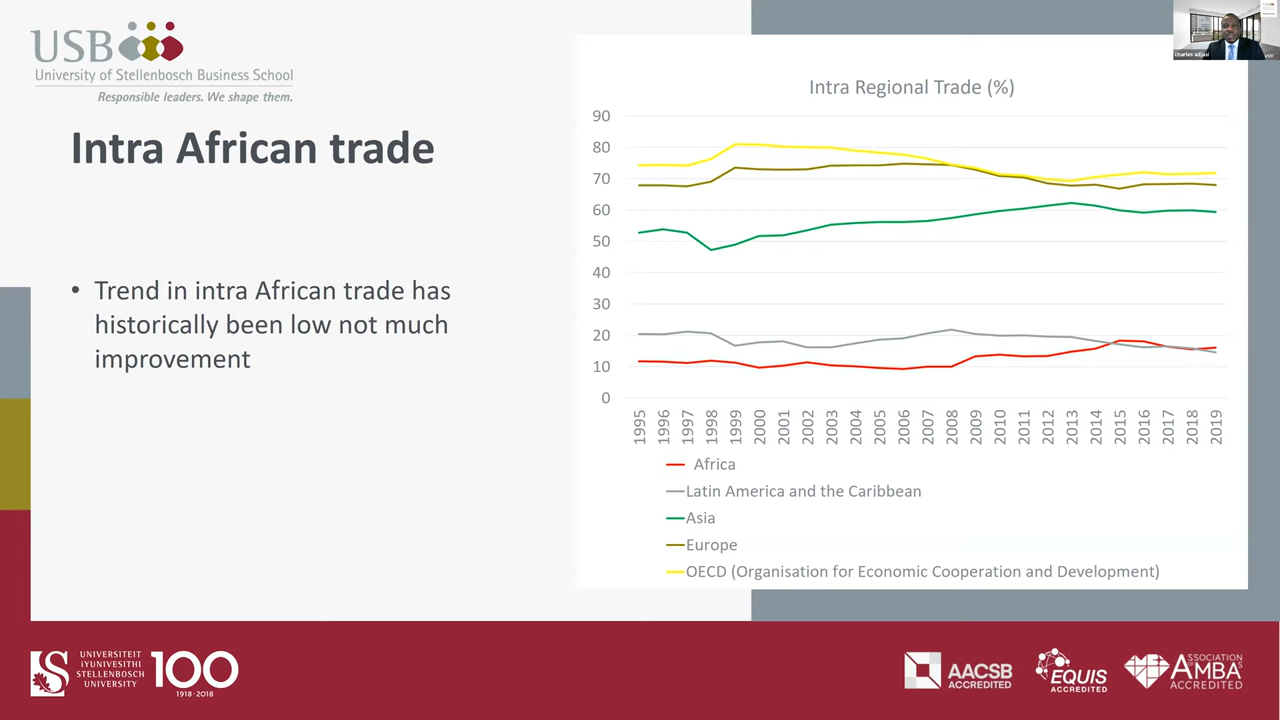 USB
University of Stellenbosch Business School
Responsible leaders. We shape them.
Intra African trade
• Trend in intra African trade has
historically been low not much
improvement
Intra Regional Trade (%)
90
80
70
60
50
40
30
20
10
0
1995
1996
1997
1998
1999
2000
2001
2002
2003
2004
2005
2006
2007
2008
2009
2010
2011
2012
2013
2014
2015
2016
2017
2018
2019
Africa
Latin America and the Caribbean
Asia
Europe
OECD (Organisation for Economic Cooperation and Development)
charles adjasi
UNIVERSITEIT
iYUNIVESITHI
STELLENBOSCH
UNIVERSITY
100
1918·2018
AACSB
ACCREDITED
EQUIS
ACCREDITED
ASSOCIATION
OF
AMBA'S
ACCREDITED